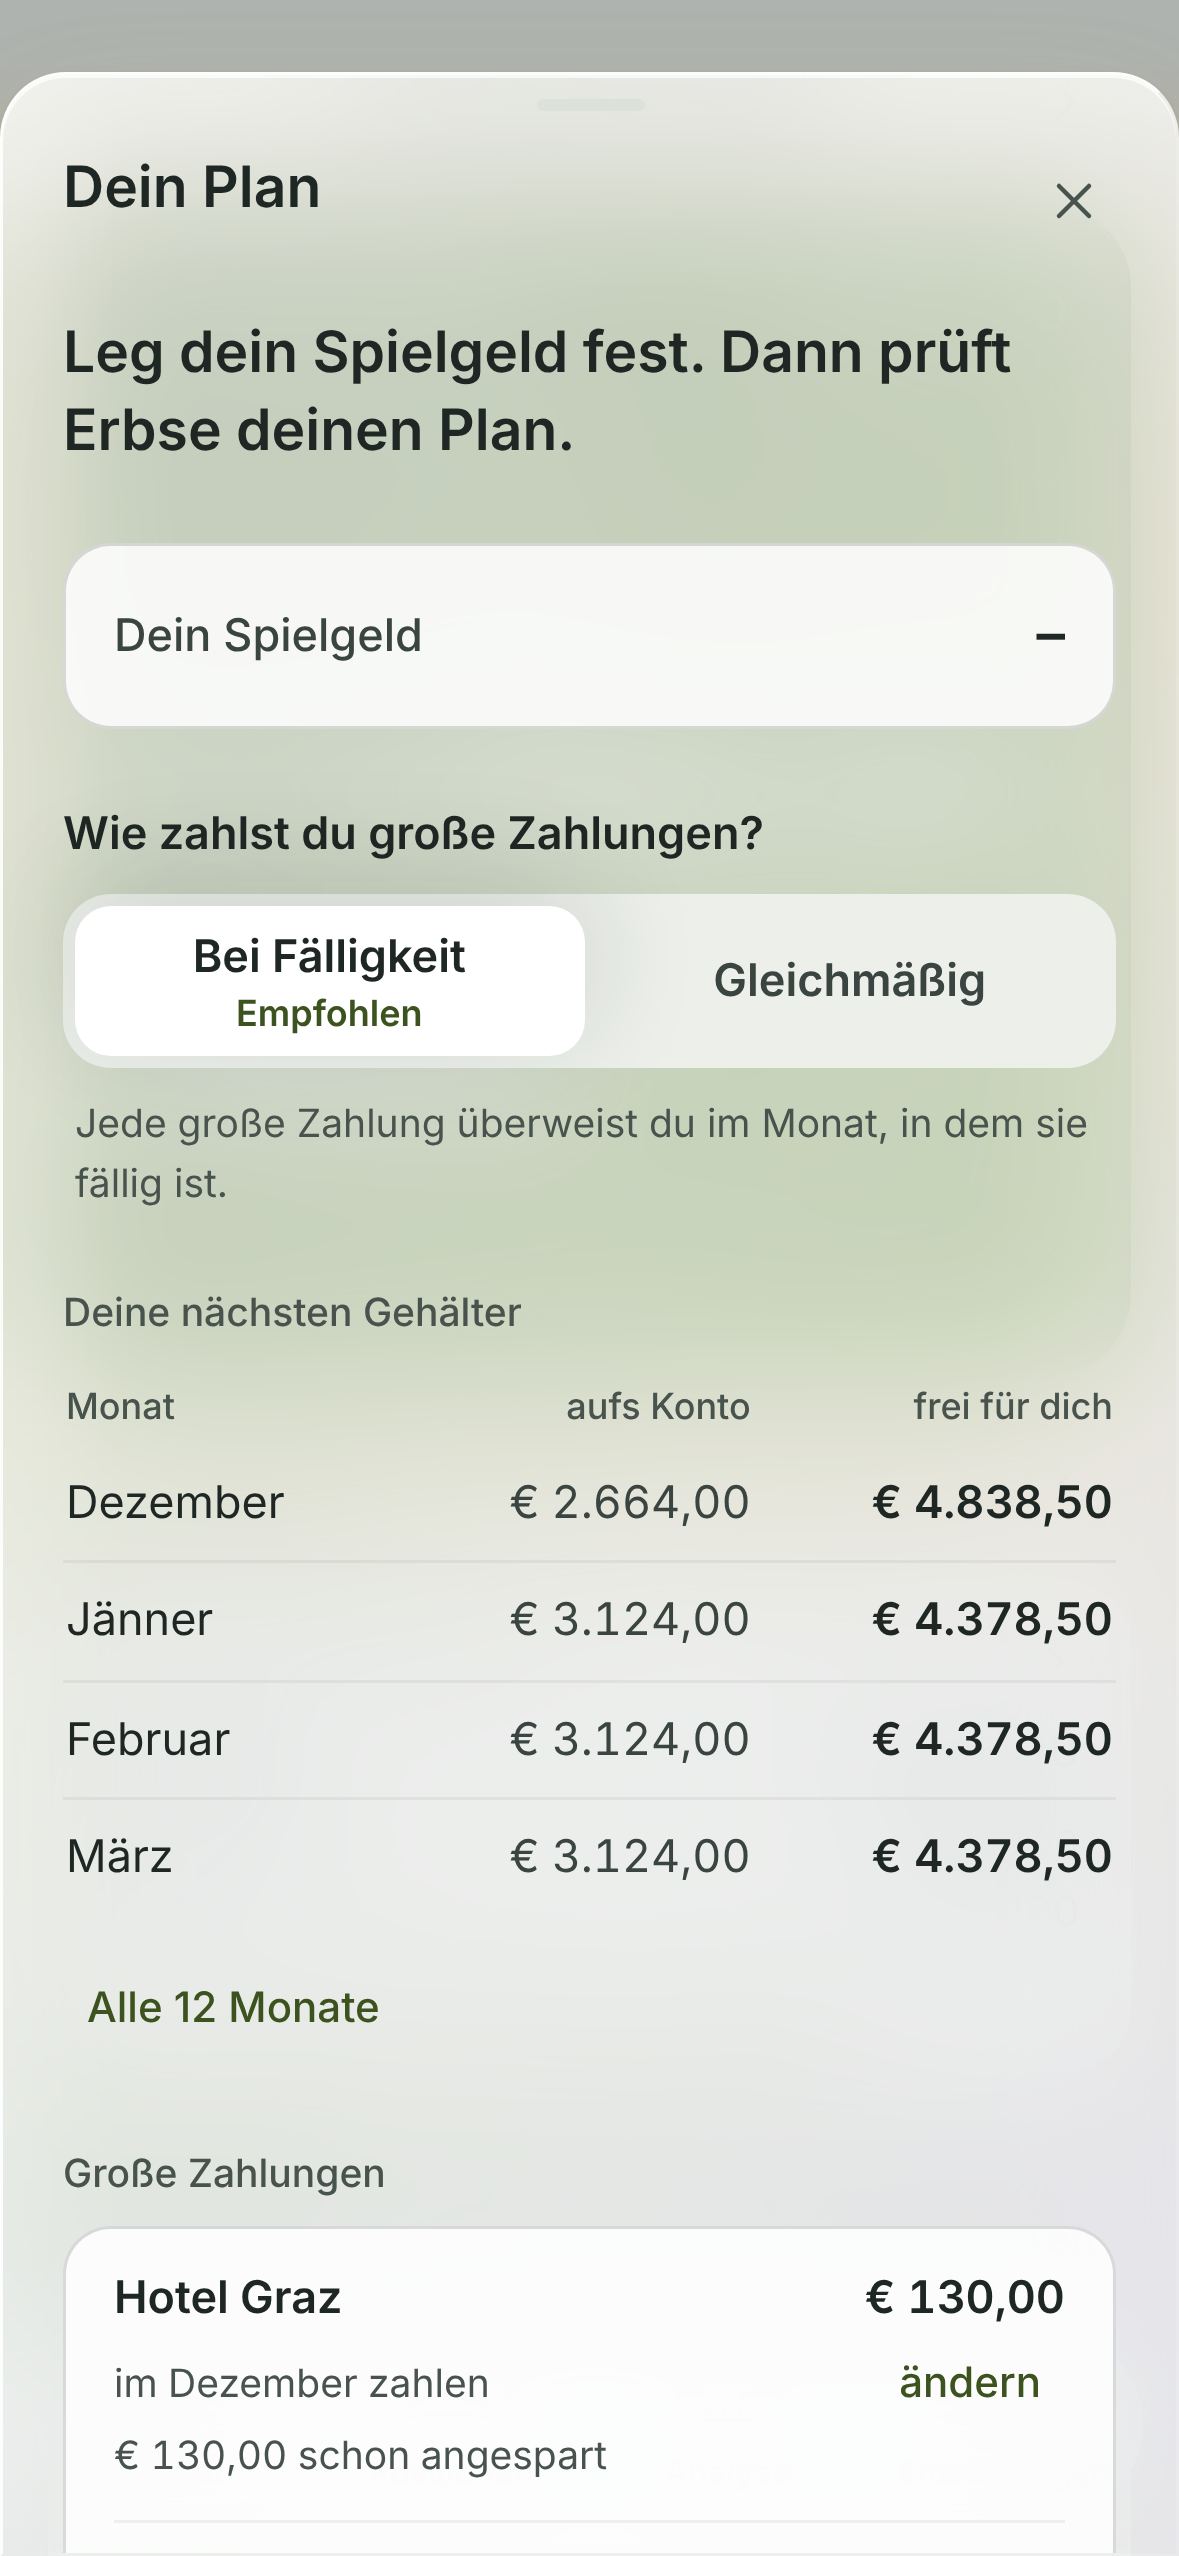 Dein Plan
Leg dein Spielgeld fest. Dann prüft
Erbse deinen Plan.
Dein Spielgeld –
Wie zahlst du große Zahlungen?
Bei Fälligkeit
Empfohlen
Gleichmäßig
Jede große Zahlung überweist du im Monat, in dem sie
fällig ist.
Deine nächsten Gehälter
Monat aufs Konto frei für dich
Dezember € 2.664,00 € 4.838,50
Jänner € 3.124,00 € 4.378,50
Februar € 3.124,00 € 4.378,50
März € 3.124,00 € 4.378,50
Alle 12 Monate
Große Zahlungen
Hotel Graz € 130,00
im Dezember zahlen ändern
€ 130,00 schon angespart